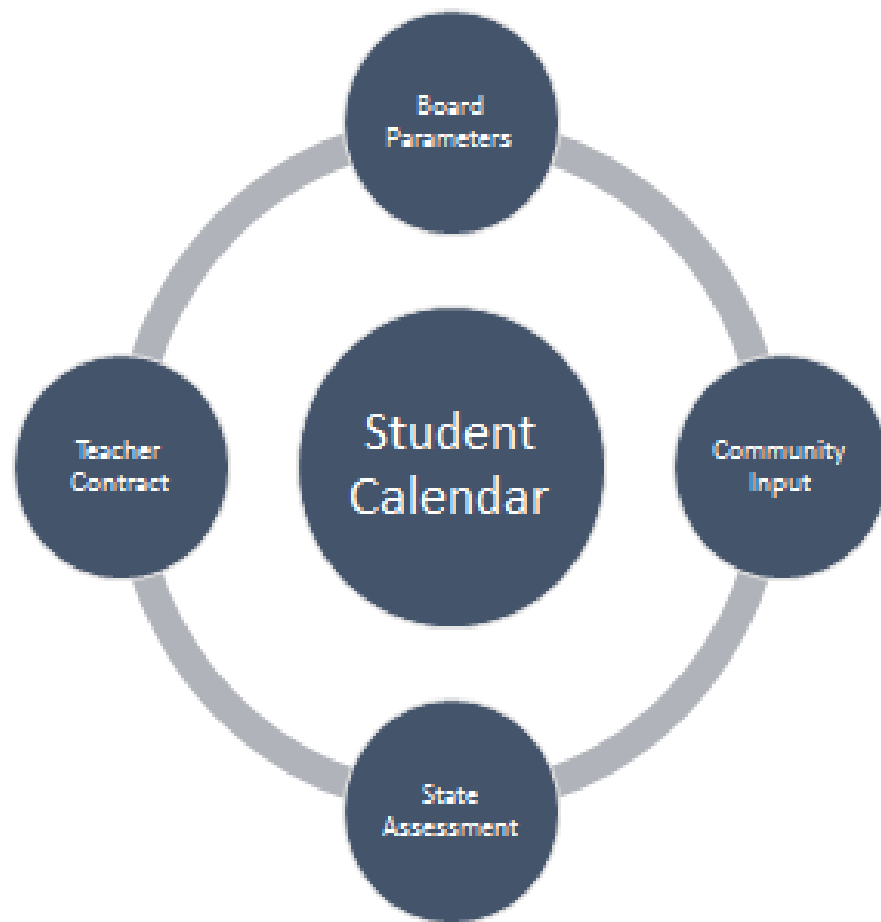 Board
Parameters
Teacher
Contract
Student
Calendar
Community
Input
State
Assessment